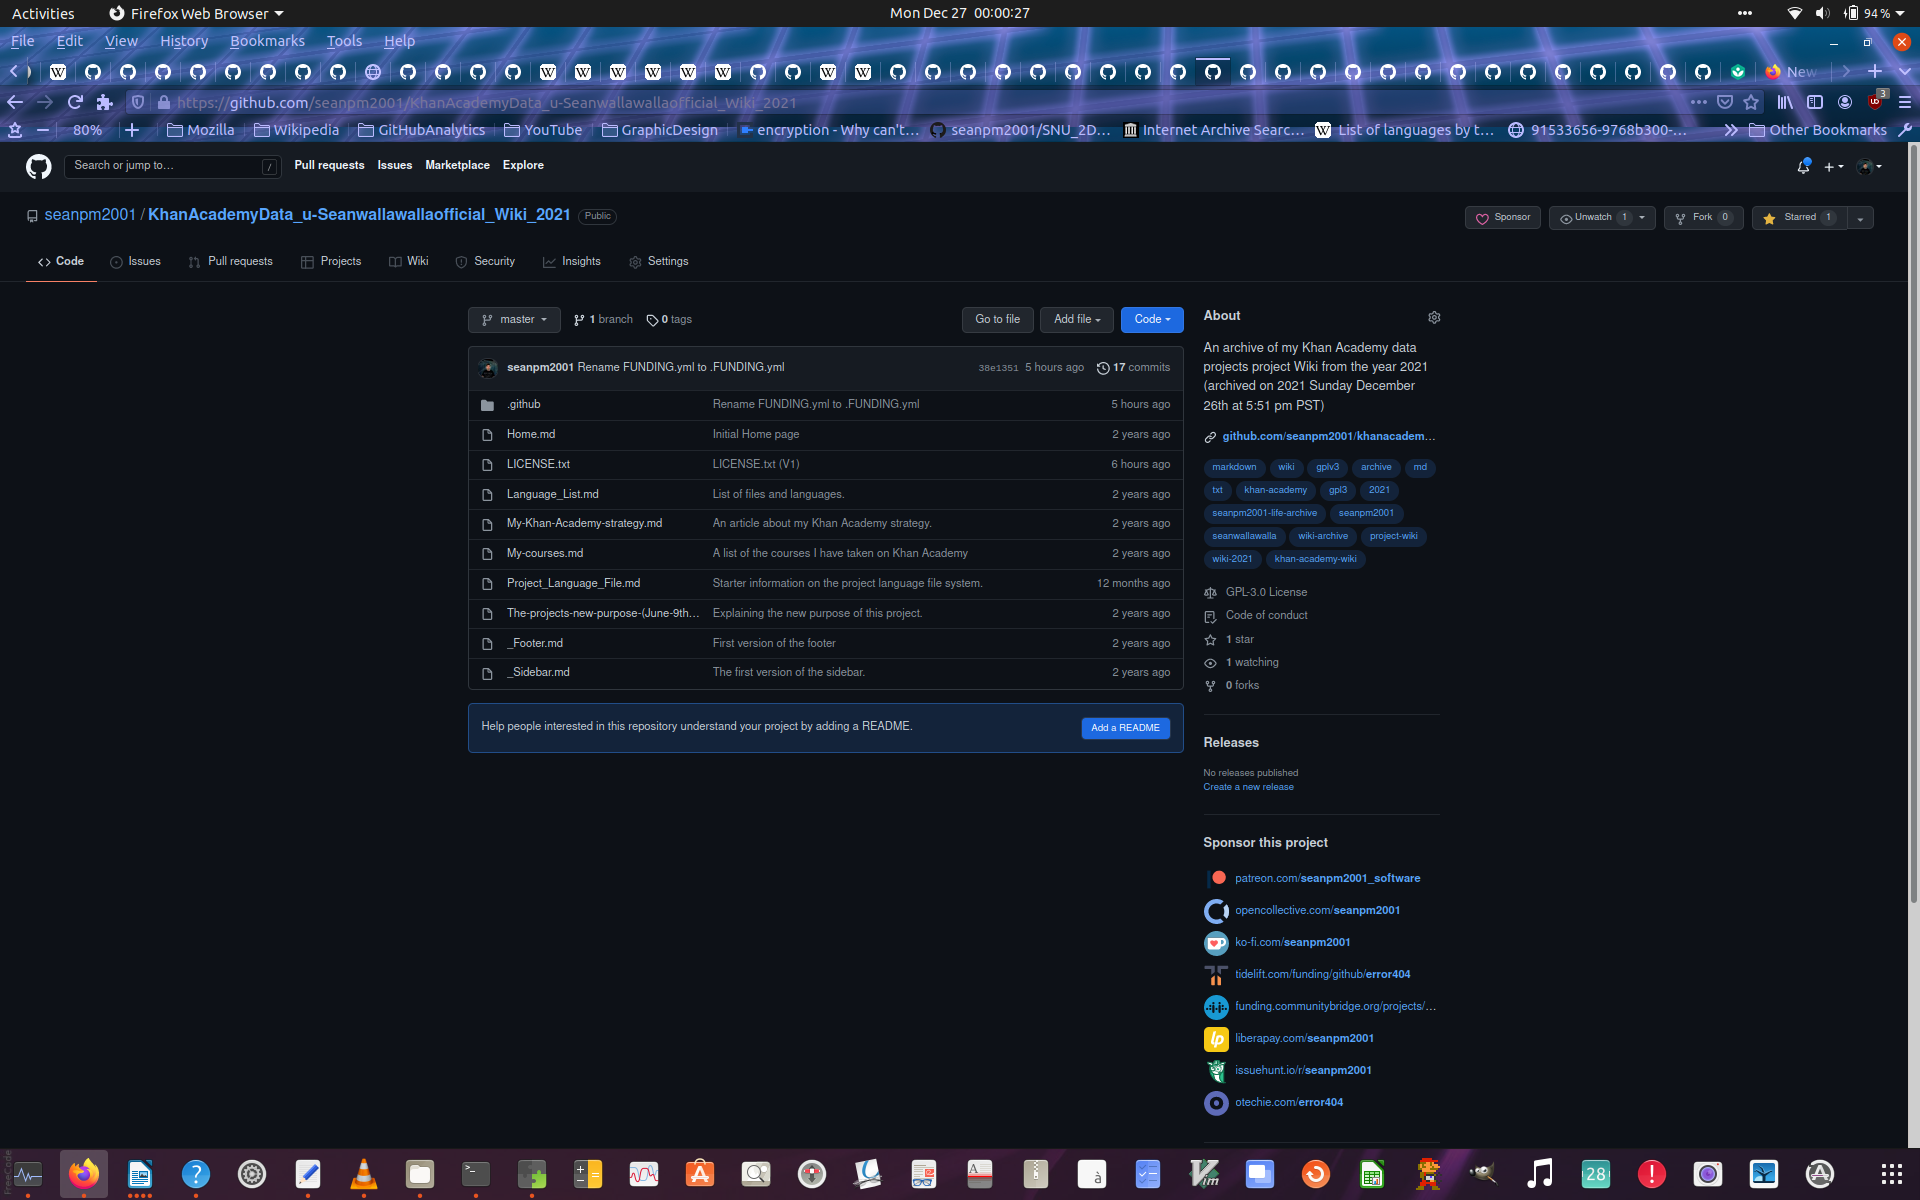 Activities Firefox Web Browser Mon Dec 27 00:00:27 94 %
File Edit View History Bookmarks Tools Help
New
https://github.com/seanpm2001/KhanAcademyData_u-Seanwallawallaofficial_Wiki_2021 3
80% Mozilla Wikipedia GitHubAnalytics YouTube GraphicDesign encryption - Why can't… seanpm2001/SNU_2D… Internet Archive Searc… List of languages by t… 91533656-9768b300-… Other Bookmarks
Search or jump to… / Pull requests Issues Marketplace Explore
seanpm2001 / KhanAcademyData_u-Seanwallawallaofficial_Wiki_2021 Public Sponsor Unwatch 1 Fork 0 Starred 1
Code Issues Pull requests Projects Wiki Security Insights Settings
master 1 branch 0 tags Go to file Add file Code
seanpm2001 Rename FUNDING.yml to .FUNDING.yml 38e1351 5 hours ago 17 commits
.github Rename FUNDING.yml to .FUNDING.yml 5 hours ago
Home.md Initial Home page 2 years ago
LICENSE.txt LICENSE.txt (V1) 6 hours ago
Language_List.md List of files and languages. 2 years ago
My-Khan-Academy-strategy.md An article about my Khan Academy strategy. 2 years ago
My-courses.md A list of the courses I have taken on Khan Academy 2 years ago
Project_Language_File.md Starter information on the project language file system. 12 months ago
The-projects-new-purpose-(June-9th… Explaining the new purpose of this project. 2 years ago
_Footer.md First version of the footer 2 years ago
_Sidebar.md The first version of the sidebar. 2 years ago
Help people interested in this repository understand your project by adding a README. Add a README
About
An archive of my Khan Academy data
projects project Wiki from the year 2021
(archived on 2021 Sunday December
26th at 5:51 pm PST)
github.com/seanpm2001/khanacadem…
markdown wiki gplv3 archive md
txt khan-academy gpl3 2021
seanpm2001-life-archive seanpm2001
seanwallawalla wiki-archive project-wiki
wiki-2021 khan-academy-wiki
GPL-3.0 License
Code of conduct
1 star
1 watching
0 forks
Releases
No releases published
Create a new release
Sponsor this project
patreon.com/seanpm2001_software
opencollective.com/seanpm2001
ko-fi.com/seanpm2001
tidelift.com/funding/github/error404
funding.communitybridge.org/projects/…
liberapay.com/seanpm2001
issuehunt.io/r/seanpm2001
otechie.com/error404
28